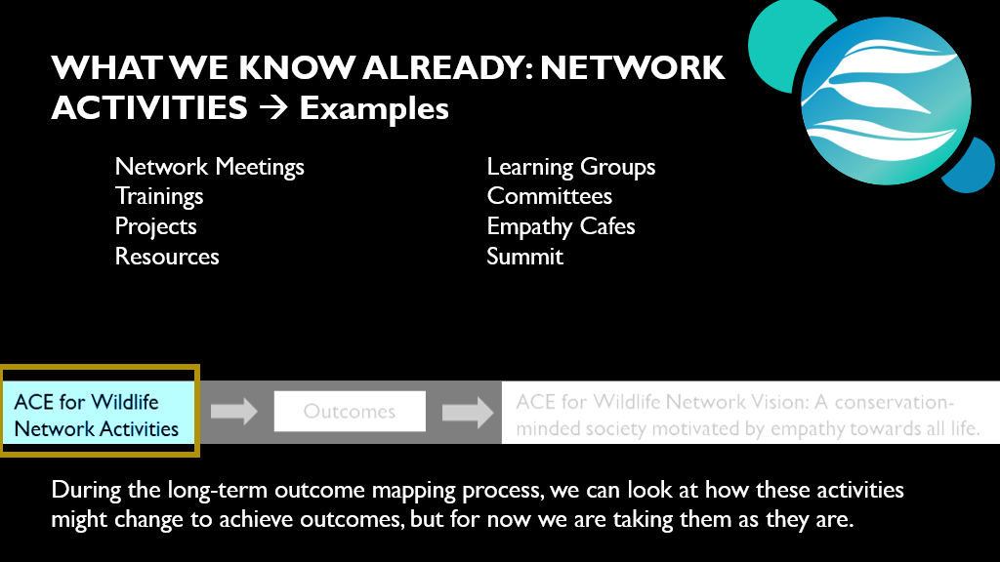 WHAT WE KNOW ALREADY: NETWORK
ACTIVITIES → Examples
Network Meetings
Trainings
Projects
Resources
Learning Groups
Committees
Empathy Cafes
Summit
ACE for Wildlife
Network Activities
Outcomes
ACE for Wildlife Network Vision: A conservation-
minded society motivated by empathy towards all life.
During the long-term outcome mapping process, we can look at how these activities
might change to achieve outcomes, but for now we are taking them as they are.